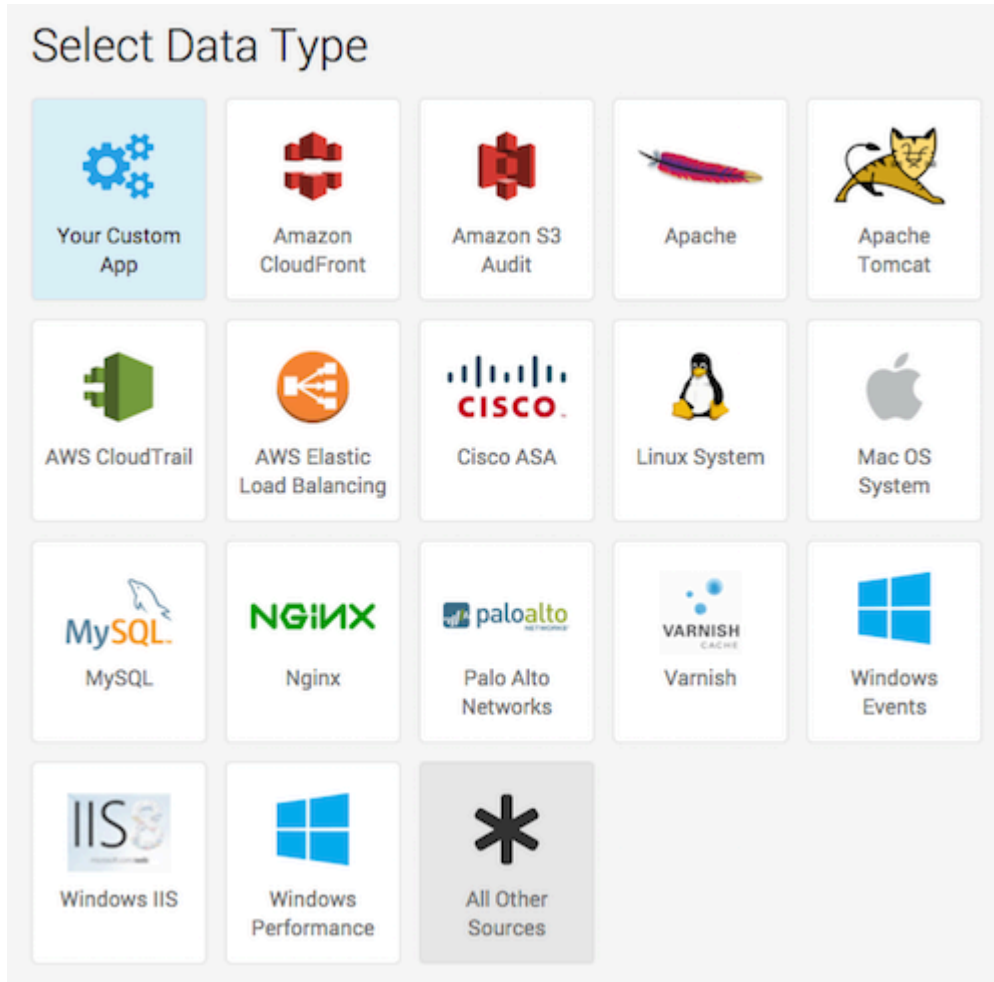 Select Data Type
Your Custom
App
Amazon
CloudFront
Amazon S3
Audit
Apache
Apache
Tomcat
AWS CloudTrail
AWS Elastic
Load Balancing
CISCO
Cisco ASA
Linux System
Mac OS
System
MySQL
MySQL
NGiNX
Nginx
paloalto
NETWORKS
Palo Alto
Networks
VARNISH
CACHE
Varnish
Windows
Events
IIS8
Windows IIS
Windows
Performance
All Other
Sources